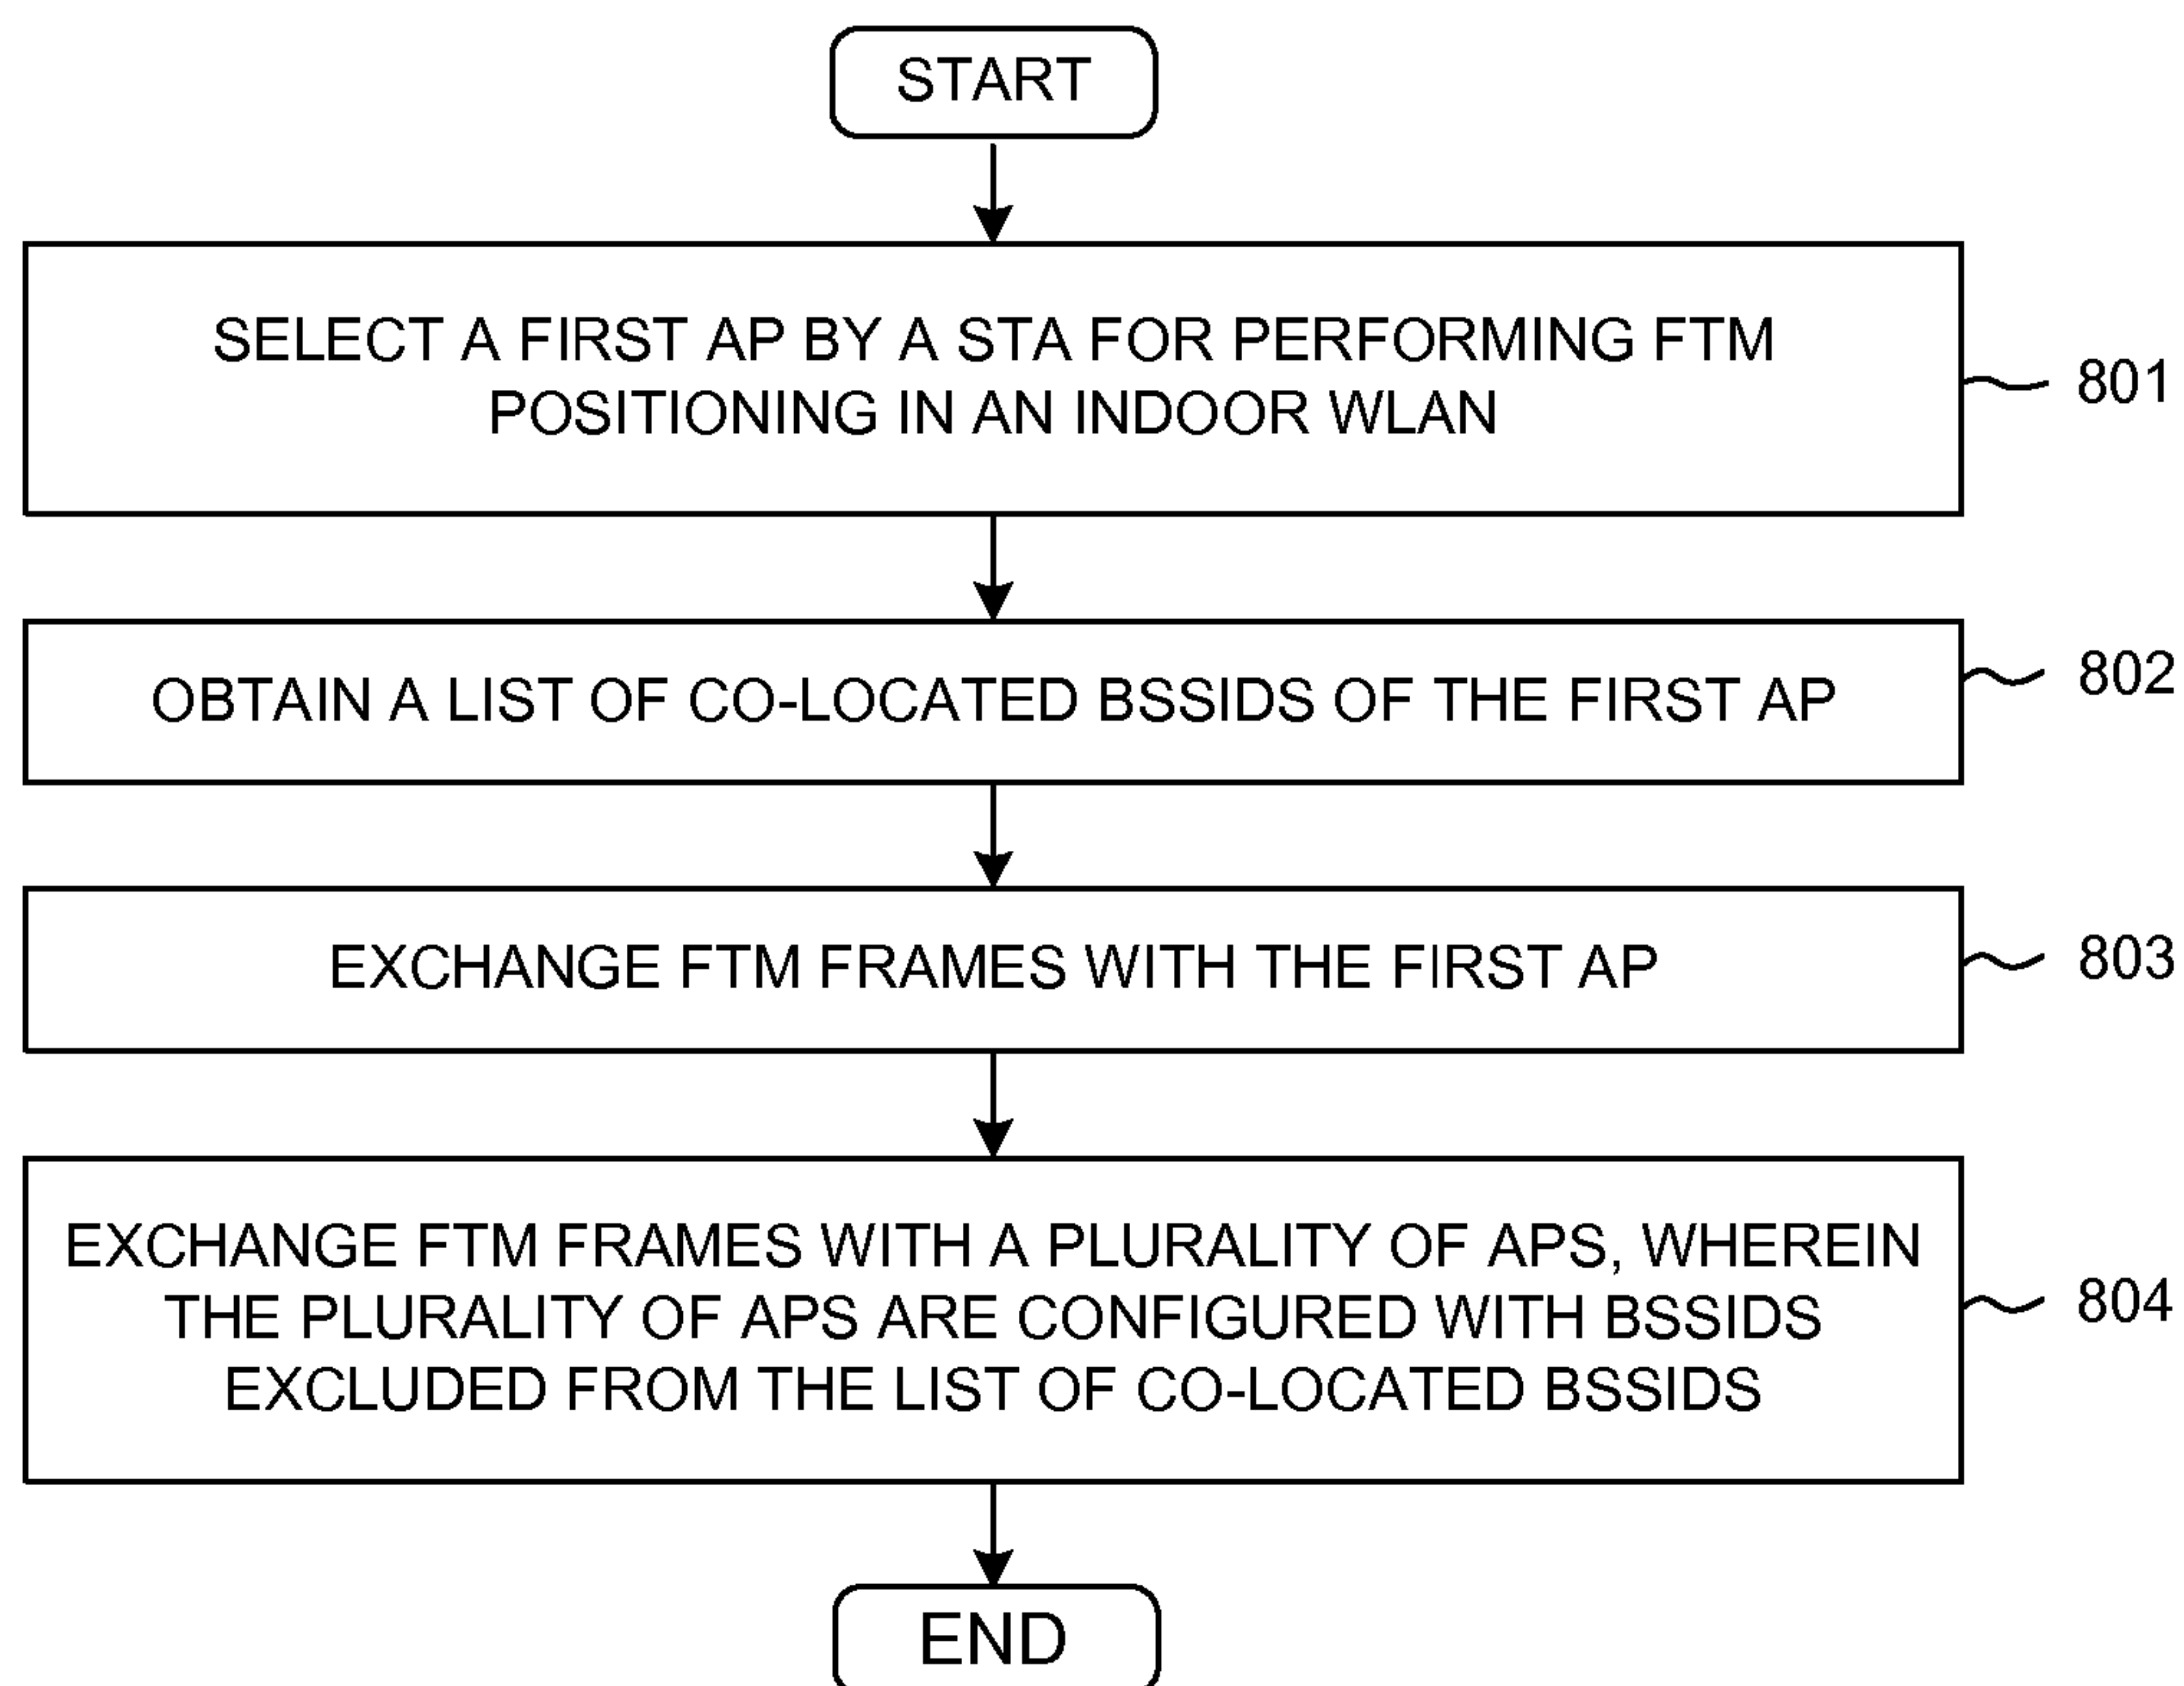 START
SELECT A FIRST AP BY A STA FOR PERFORMING FTM
POSITIONING IN AN INDOOR WLAN
801
OBTAIN A LIST OF CO-LOCATED BSSIDS OF THE FIRST AP
802
EXCHANGE FTM FRAMES WITH THE FIRST AP
803
EXCHANGE FTM FRAMES WITH A PLURALITY OF APS, WHEREIN
THE PLURALITY OF APS ARE CONFIGURED WITH BSSIDS
EXCLUDED FROM THE LIST OF CO-LOCATED BSSIDS
804
END